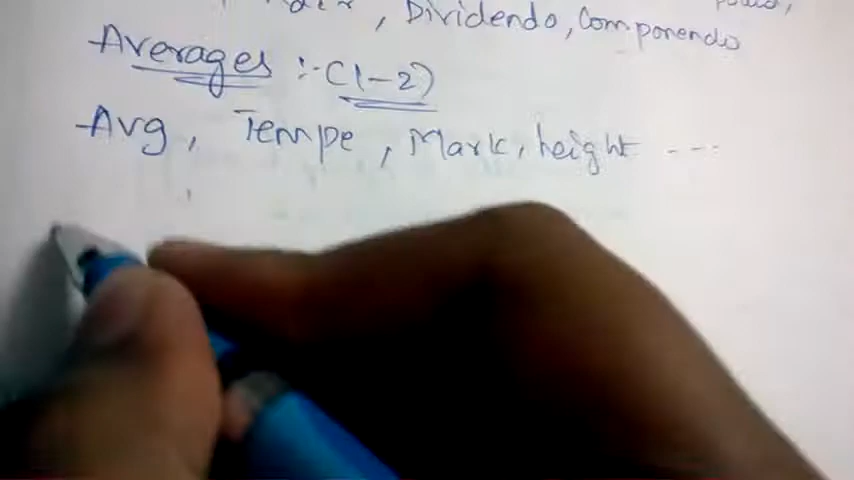 , Dividendo, Componendo
Averages :- (1-2)
Avg, Tempe, Mark, height ---